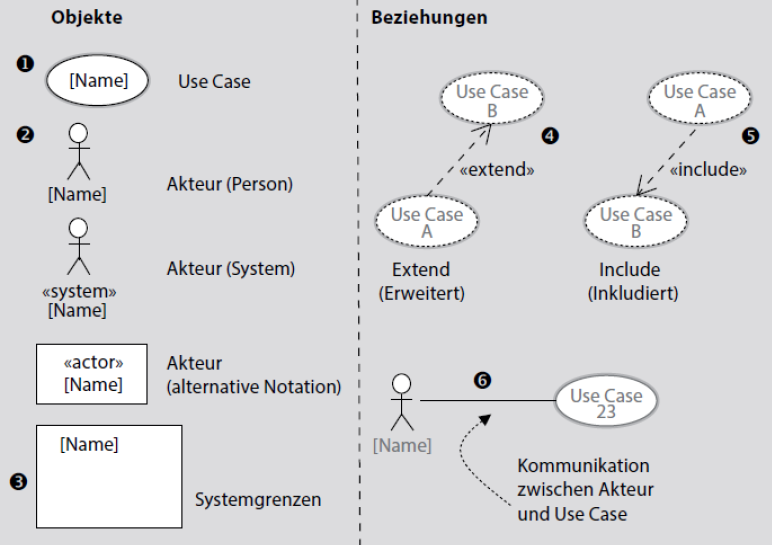 Objekte
❶
[Name]
Use Case
❷
[Name]
Akteur (Person)
«system»
[Name]
Akteur (System)
«actor»
[Name]
Akteur
(alternative Notation)
❸
[Name]
Systemgrenzen
Beziehungen
Use Case
B
❹
«extend»
Use Case
A
Extend
(Erweitert)
Use Case
A
❺
«include»
Use Case
B
Include
(Inkludiert)
❻
[Name]
Use Case
23
Kommunikation
zwischen Akteur
und Use Case